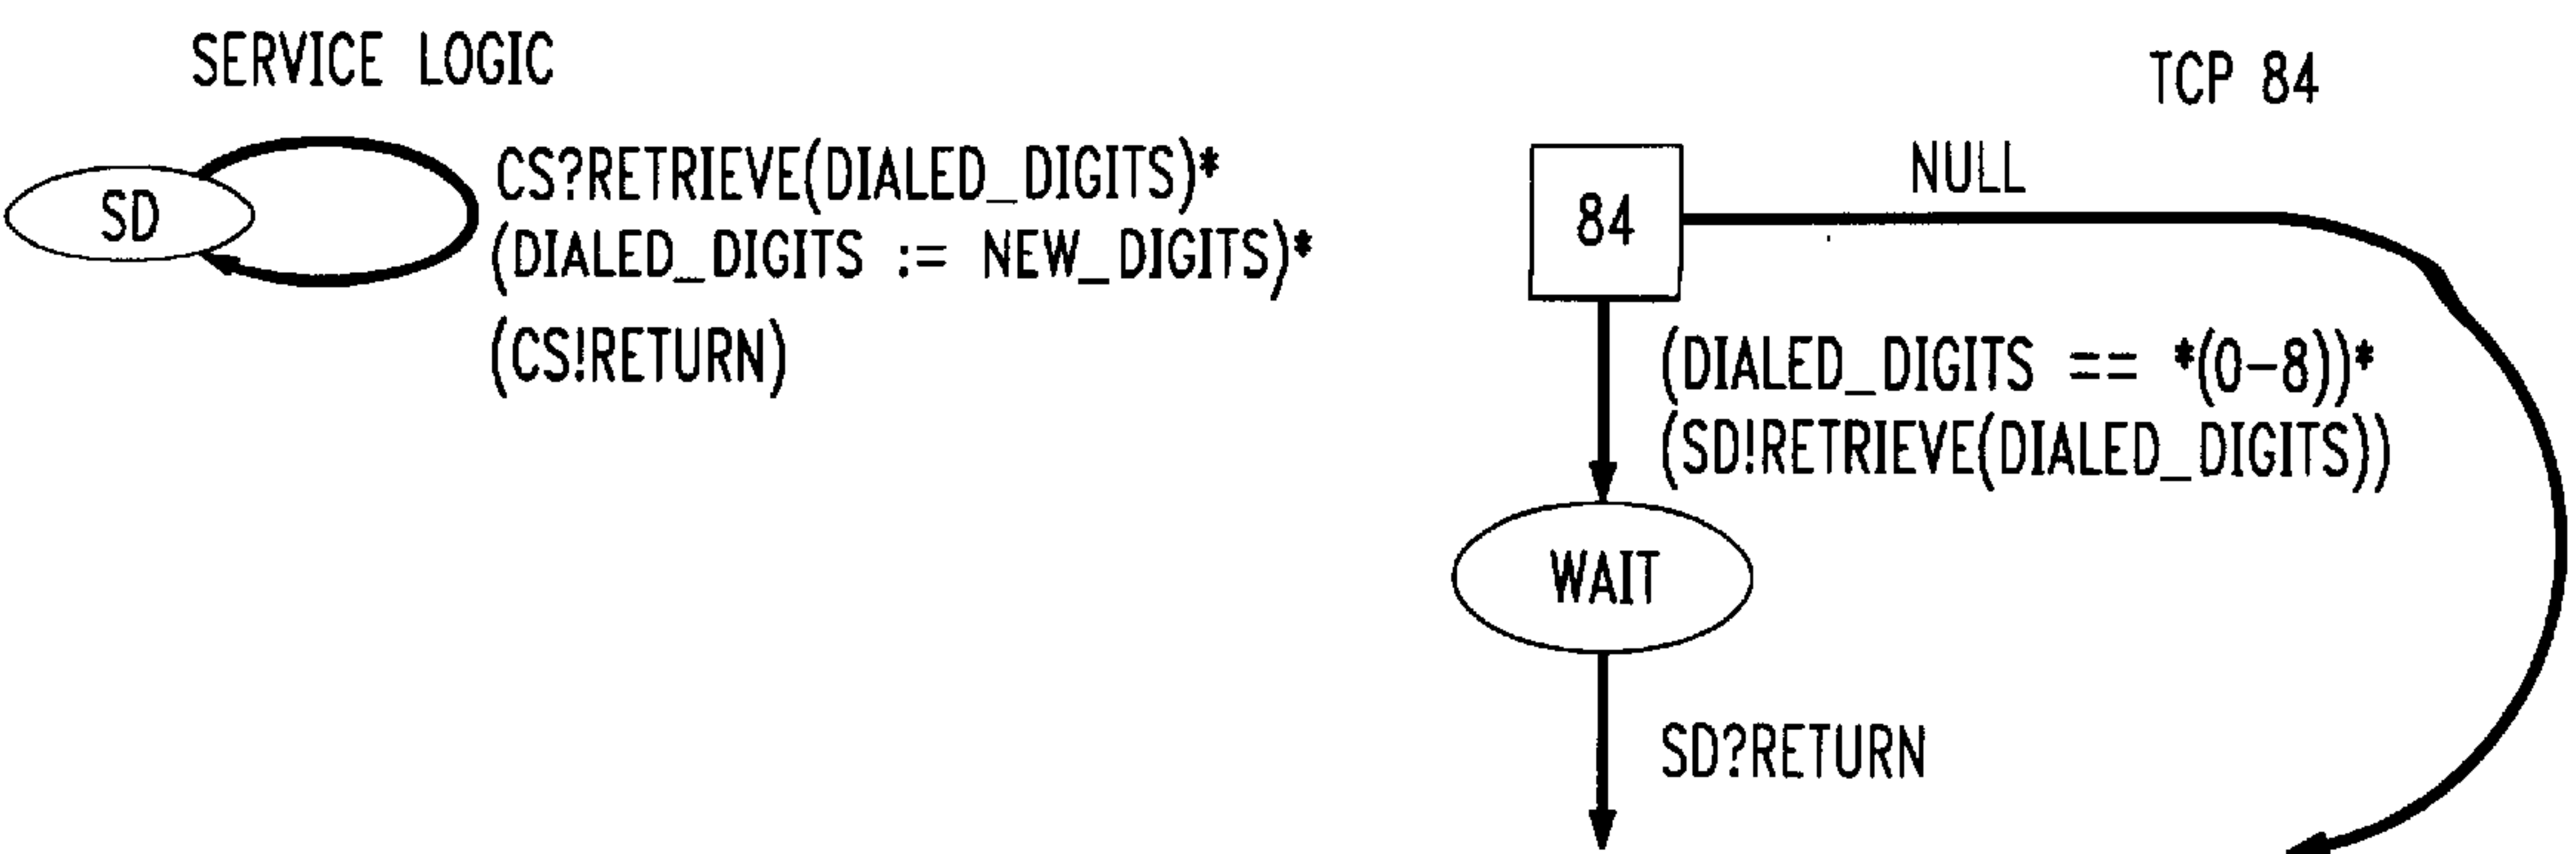 SERVICE LOGIC
SD
CS?RETRIEVE(DIALED_DIGITS)*
(DIALED_DIGITS := NEW_DIGITS)*
(CS!RETURN)
TCP 84
NULL
84
(DIALED_DIGITS == *(0-8))*
(SD!RETRIEVE(DIALED_DIGITS))
WAIT
SD?RETURN